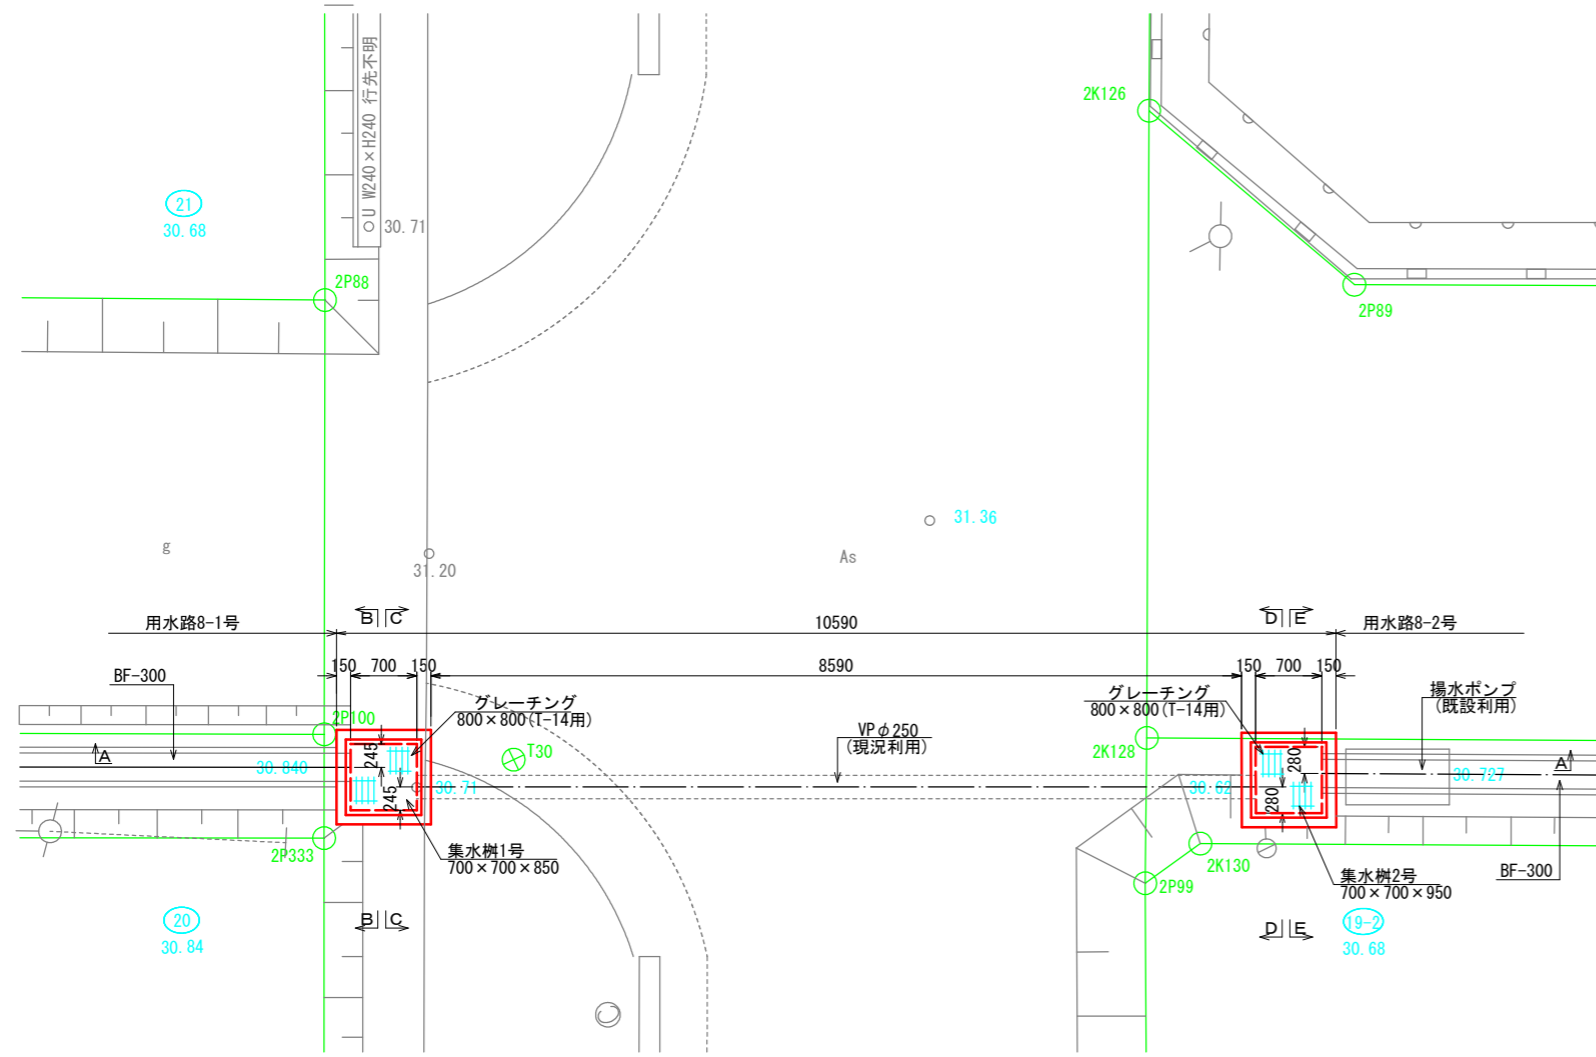 ○U W240×H240 行先不明
30.71
21
30.68
2P88
2K126
2P89
31.36
g
As
31.20
用水路8-1号
B
C
10590
D
E
用水路8-2号
BF-300
150
700
150
8590
150
700
150
グレーチング
800×800(T-14用)
グレーチング
800×800(T-14用)
揚水ポンプ
(既設利用)
2P100
VPφ250
(現況利用)
T30
2K128
A
A
30.840
245
245
30.71
30.62
280
280
30.727
2P333
集水桝1号
700×700×850
2K130
2P99
集水桝2号
700×700×950
BF-300
20
30.84
B
C
D
E
19-2
30.68